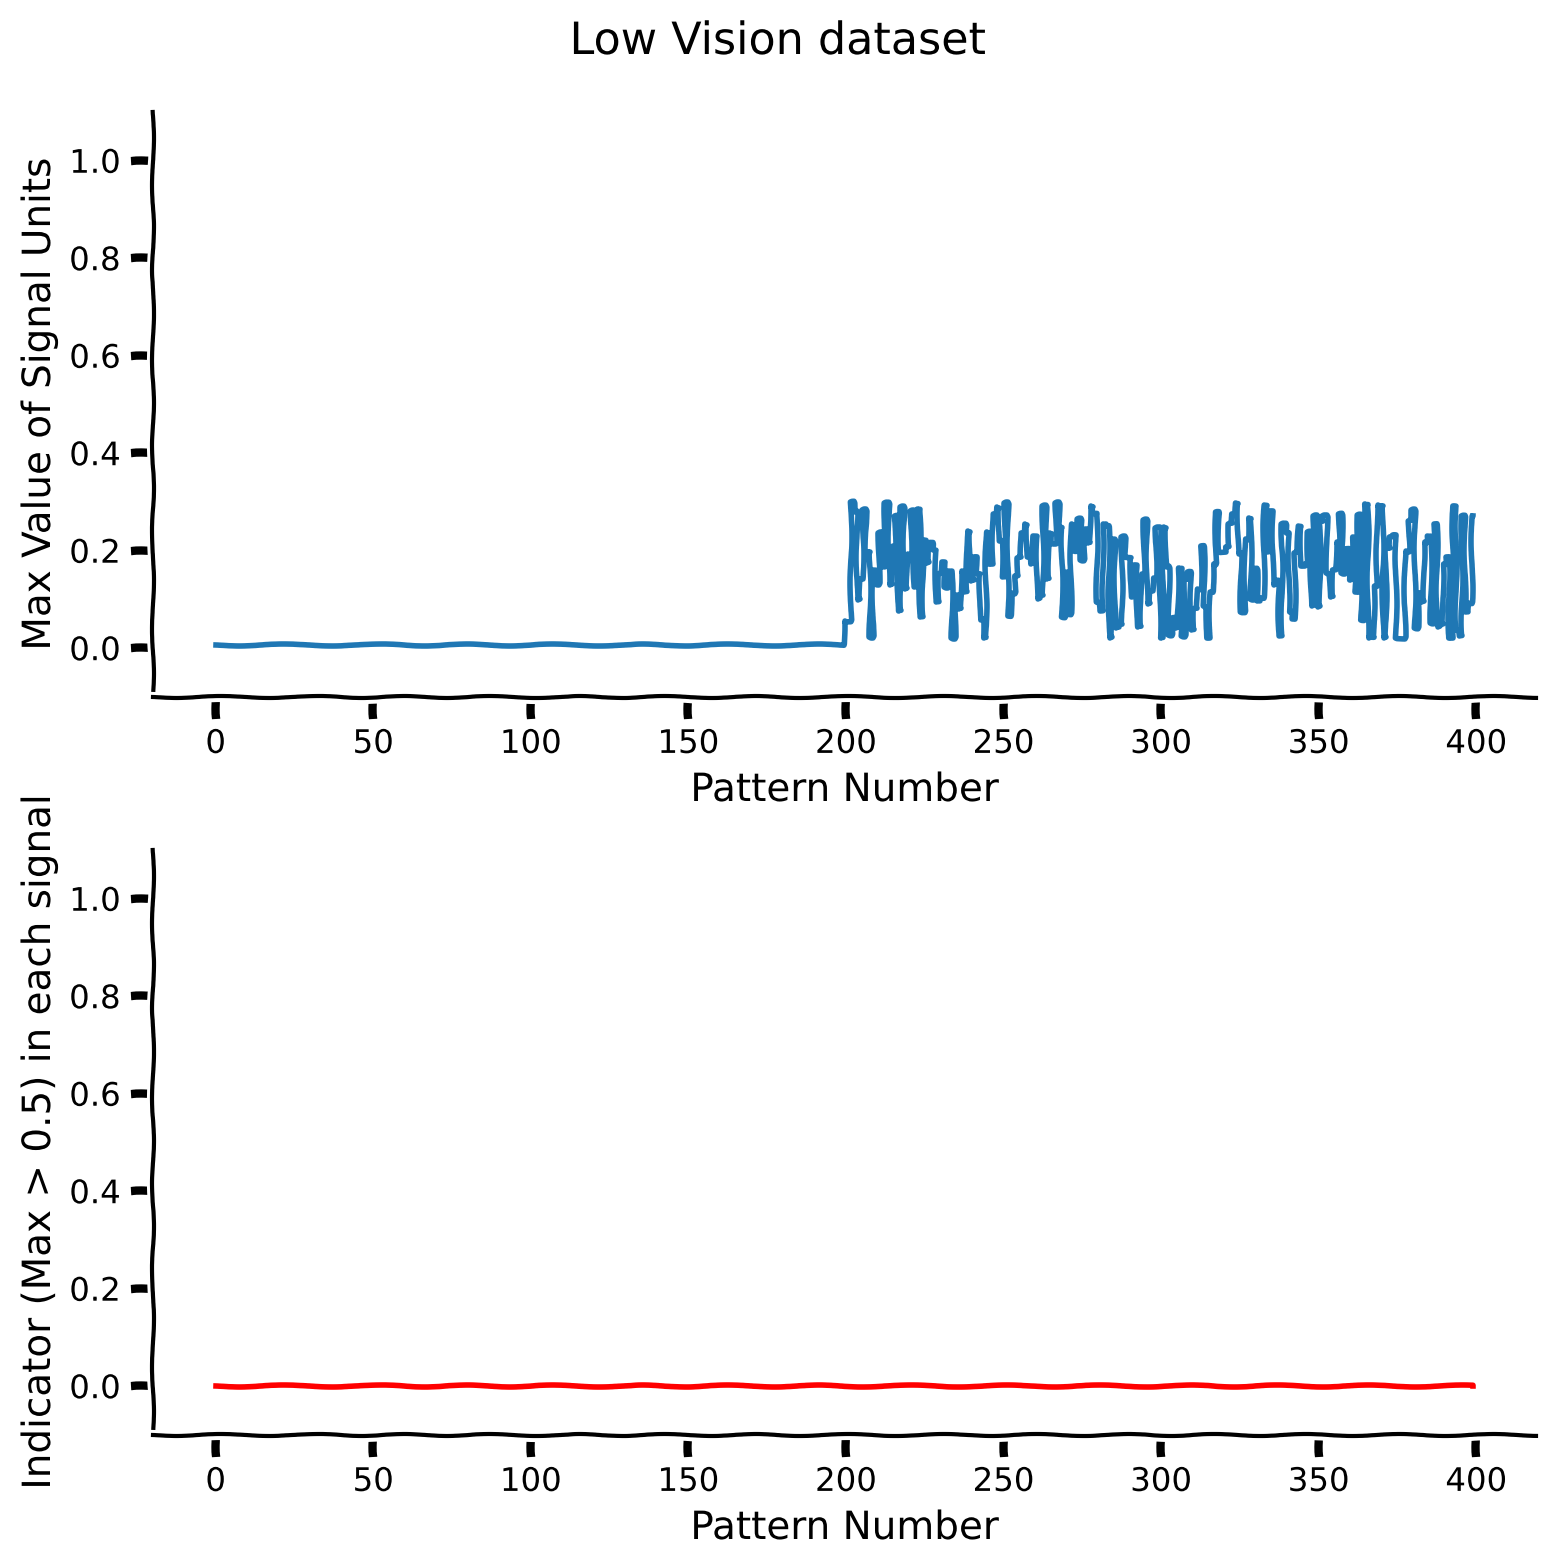 Low Vision dataset
Max Value of Signal Units
1.0
0.8
0.6
0.4
0.2
0.0
0 50 100 150 200 250 300 350 400
Pattern Number
Indicator (Max > 0.5) in each signal
1.0
0.8
0.6
0.4
0.2
0.0
0 50 100 150 200 250 300 350 400
Pattern Number